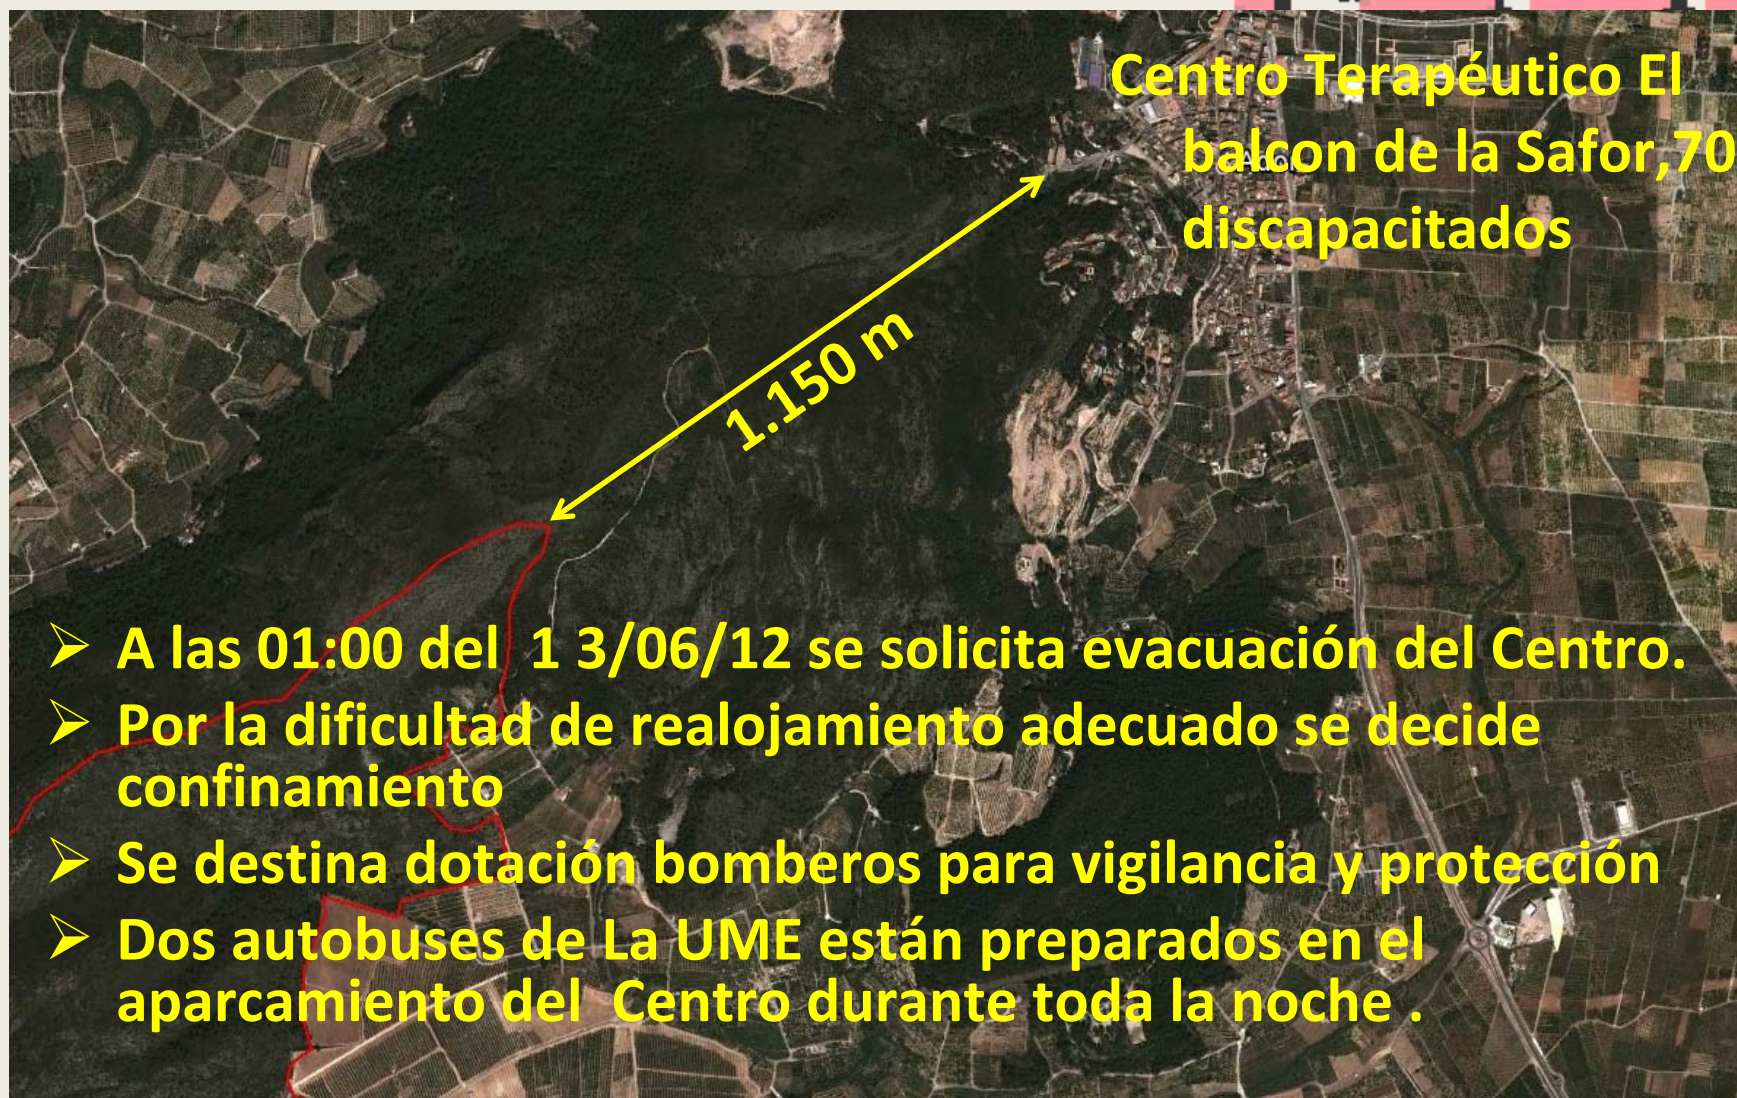 Centro Terapéutico El
balcon de la Safor,70
discapacitados
Ador
1.150 m
A las 01:00 del  1 3/06/12 se solicita evacuación del Centro.
Por la dificultad de realojamiento adecuado se decide
confinamiento
Se destina dotación bomberos para vigilancia y protección
Dos autobuses de La UME están preparados en el
aparcamiento del  Centro durante toda la noche .